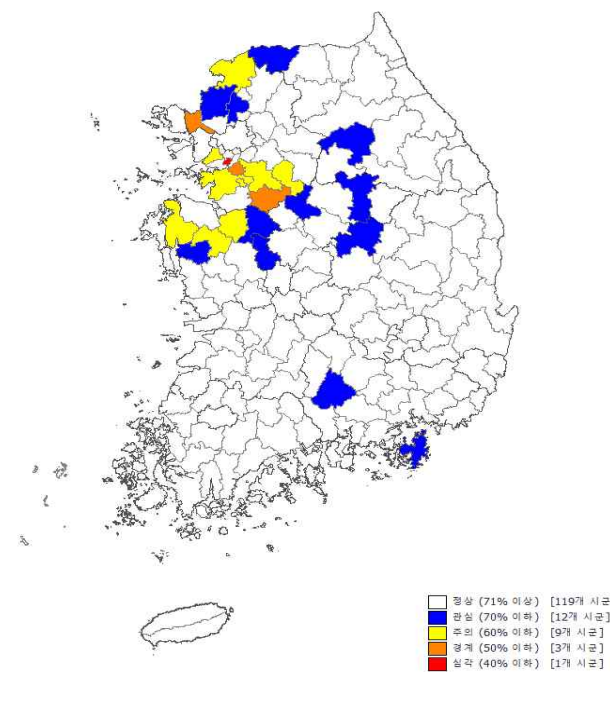 정상 (71% 이상) [119개 시군
관심 (70% 이하) [12개 시군]
주의 (60% 이하) [9개 시군]
경계 (50% 이하) [3개 시군]
심각 (40% 이하) [1개 시군]